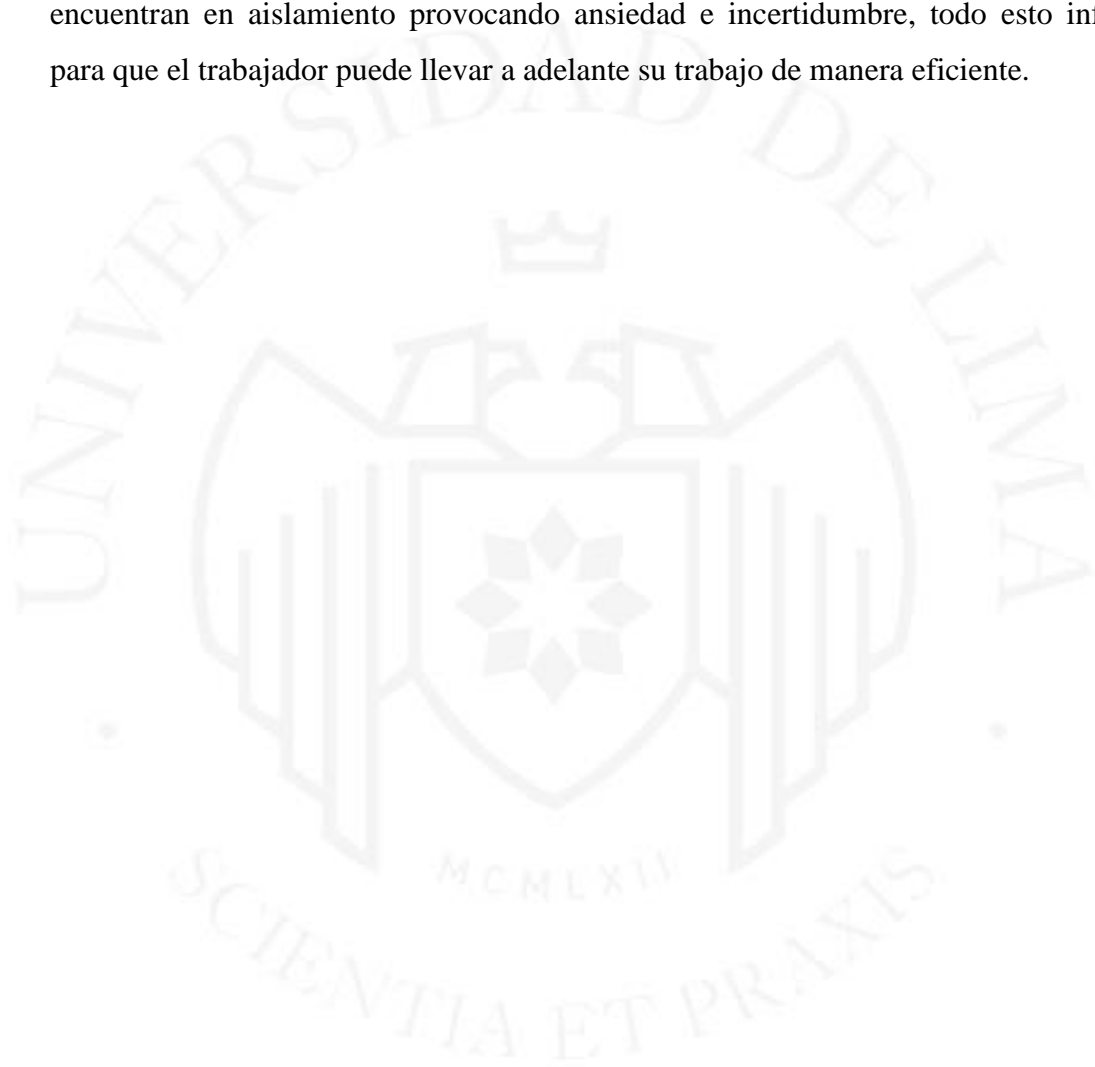 encuentran en aislamiento provocando ansiedad e incertidumbre, todo esto
para que el trabajador puede llevar a adelante su trabajo de manera eficiente.
UNIVERSIDAD DE LIMA
MCMLXII
SCIENTIA ET PRAXIS